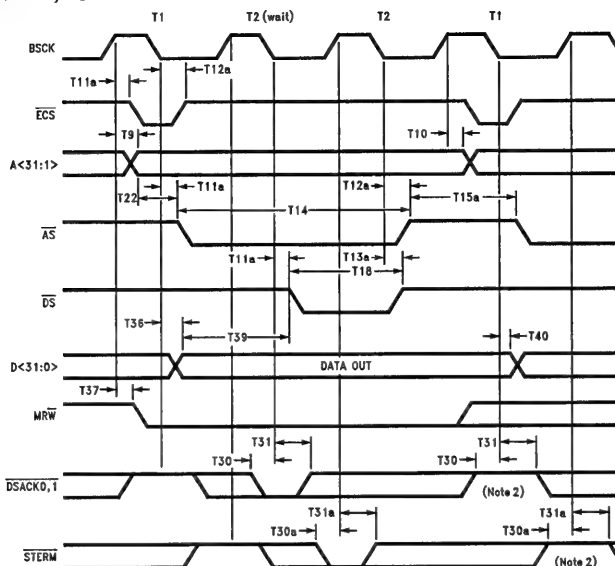 T1 T2 (wait) T2 T1
BSCK
T11a T12a
ECS
T9 T10
A<31:1>
T11a T12a T15a
T22 T14
AS
T11a T13a
T18
DS
T36 T39 T40
D<31:0> DATA OUT
T37
MRW
T31 T31
T30 T30
DSACK0,1 (Note 2)
T31a T31a
T30a T30a
STERM (Note 2)